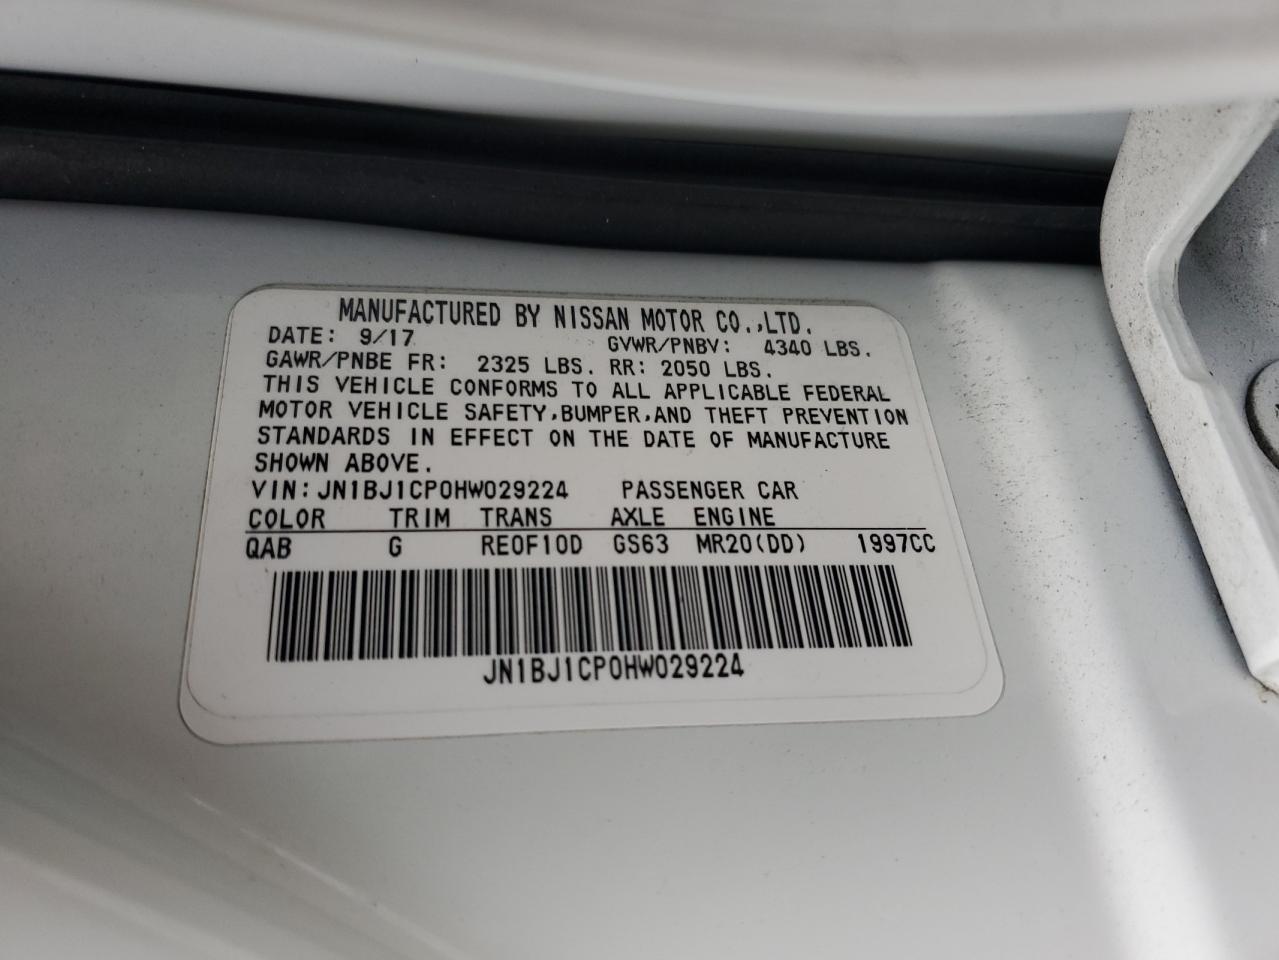 MANUFACTURED BY NISSAN MOTOR CO.,LTD.
DATE: 9/17 GVWR/PNBV: 4340 LBS.
GAWR/PNBE FR: 2325 LBS. RR: 2050 LBS.
THIS VEHICLE CONFORMS TO ALL APPLICABLE FEDERAL
MOTOR VEHICLE SAFETY,BUMPER,AND THEFT PREVENTION
STANDARDS IN EFFECT ON THE DATE OF MANUFACTURE
SHOWN ABOVE.
VIN:JN1BJ1CP0HW029224 PASSENGER CAR
COLOR TRIM TRANS AXLE ENGINE
QAB G RE0F10D GS63 MR20(DD) 1997CC
JN1BJ1CP0HW029224